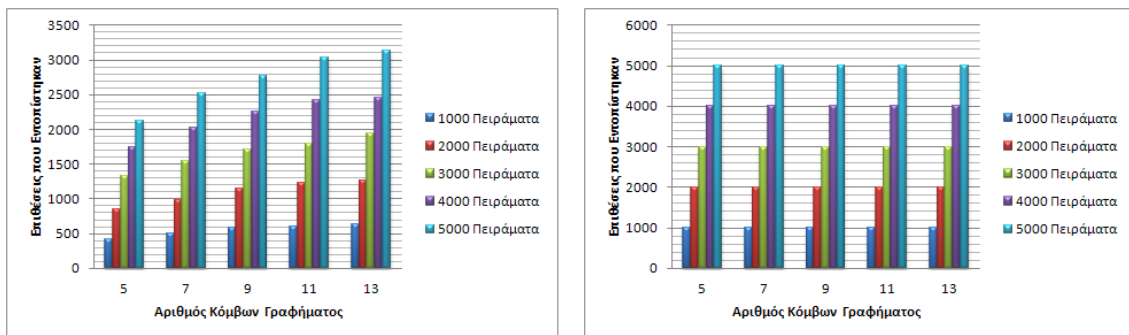 3500
3000
2500
2000
1500
1000
500
0
5 7 9 11 13
Επιθέσεις που Εντοπίστηκαν
Αριθμός Κόμβων Γραφήματος
1000 Πειράματα
2000 Πειράματα
3000 Πειράματα
4000 Πειράματα
5000 Πειράματα
6000
5000
4000
3000
2000
1000
0
5 7 9 11 13
Επιθέσεις που Εντοπίστηκαν
Αριθμός Κόμβων Γραφήματος
1000 Πειράματα
2000 Πειράματα
3000 Πειράματα
4000 Πειράματα
5000 Πειράματα